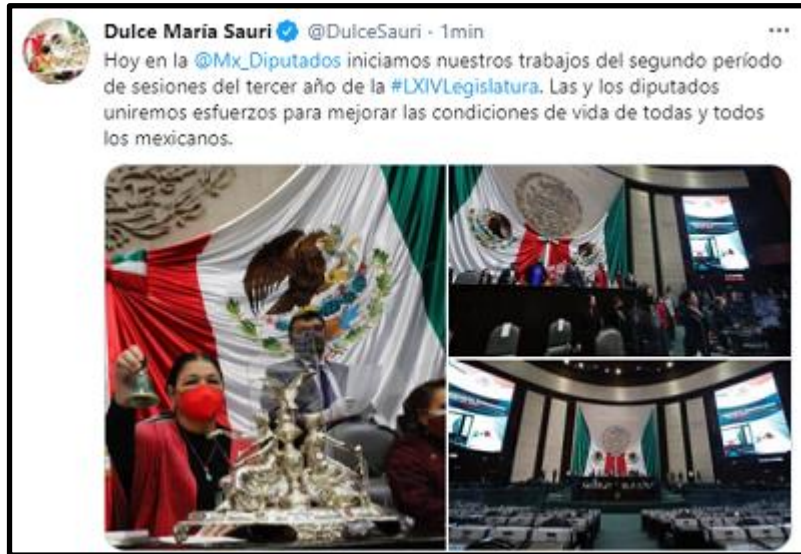 Dulce María Sauri @DulceSauri · 1min
Hoy en la @Mx_Diputados iniciamos nuestros trabajos del segundo período
de sesiones del tercer año de la #LXIVLegislatura. Las y los diputados
uniremos esfuerzos para mejorar las condiciones de vida de todas y todos
los mexicanos.